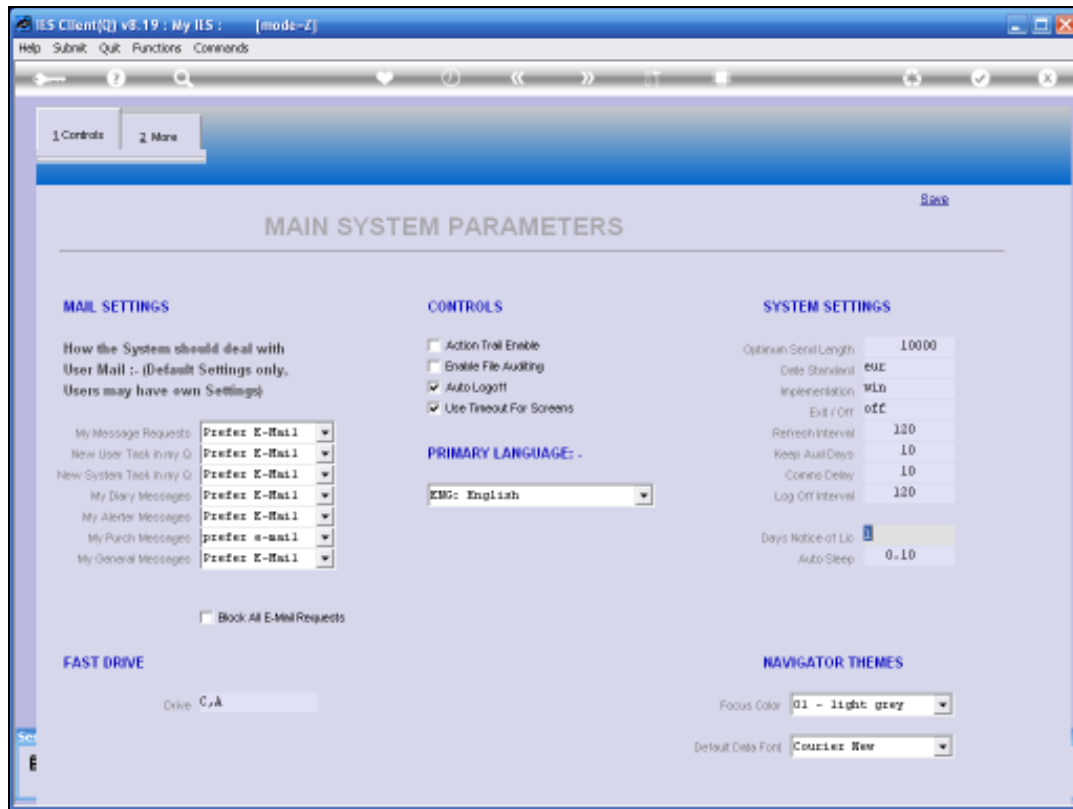 IES Client(Q) v8.19 : My IES : [mode=Z]
Help Submit Quit Functions Commands
1 Controls 2 More
Save
MAIN SYSTEM PARAMETERS
MAIL SETTINGS
How the System should deal with
User Mail :- (Default Settings only,
Users may have own Settings)
My Message Requests Prefer E-Mail
New User Task in my Q Prefer E-Mail
New System Task in my Q Prefer E-Mail
My Diary Messages Prefer E-Mail
My Alerter Messages Prefer E-Mail
My Purch Messages prefer e-mail
My General Messages Prefer E-Mail
Block All E-Mail Requests
FAST DRIVE
Drive C,A
CONTROLS
Action Trail Enable
Enable File Auditing
Auto Logoff
Use Timeout For Screens
PRIMARY LANGUAGE: -
ENG: English
SYSTEM SETTINGS
Optimum Send Length 10000
Date Standard eur
Implementation win
Exit / Off off
Refresh Interval 120
Keep Aud Days 10
Comms Delay 10
Log Off Interval 120
Days Notice of Lic 1
Auto Sleep 0.10
NAVIGATOR THEMES
Focus Color 01 - light grey
Default Data Font Courier New